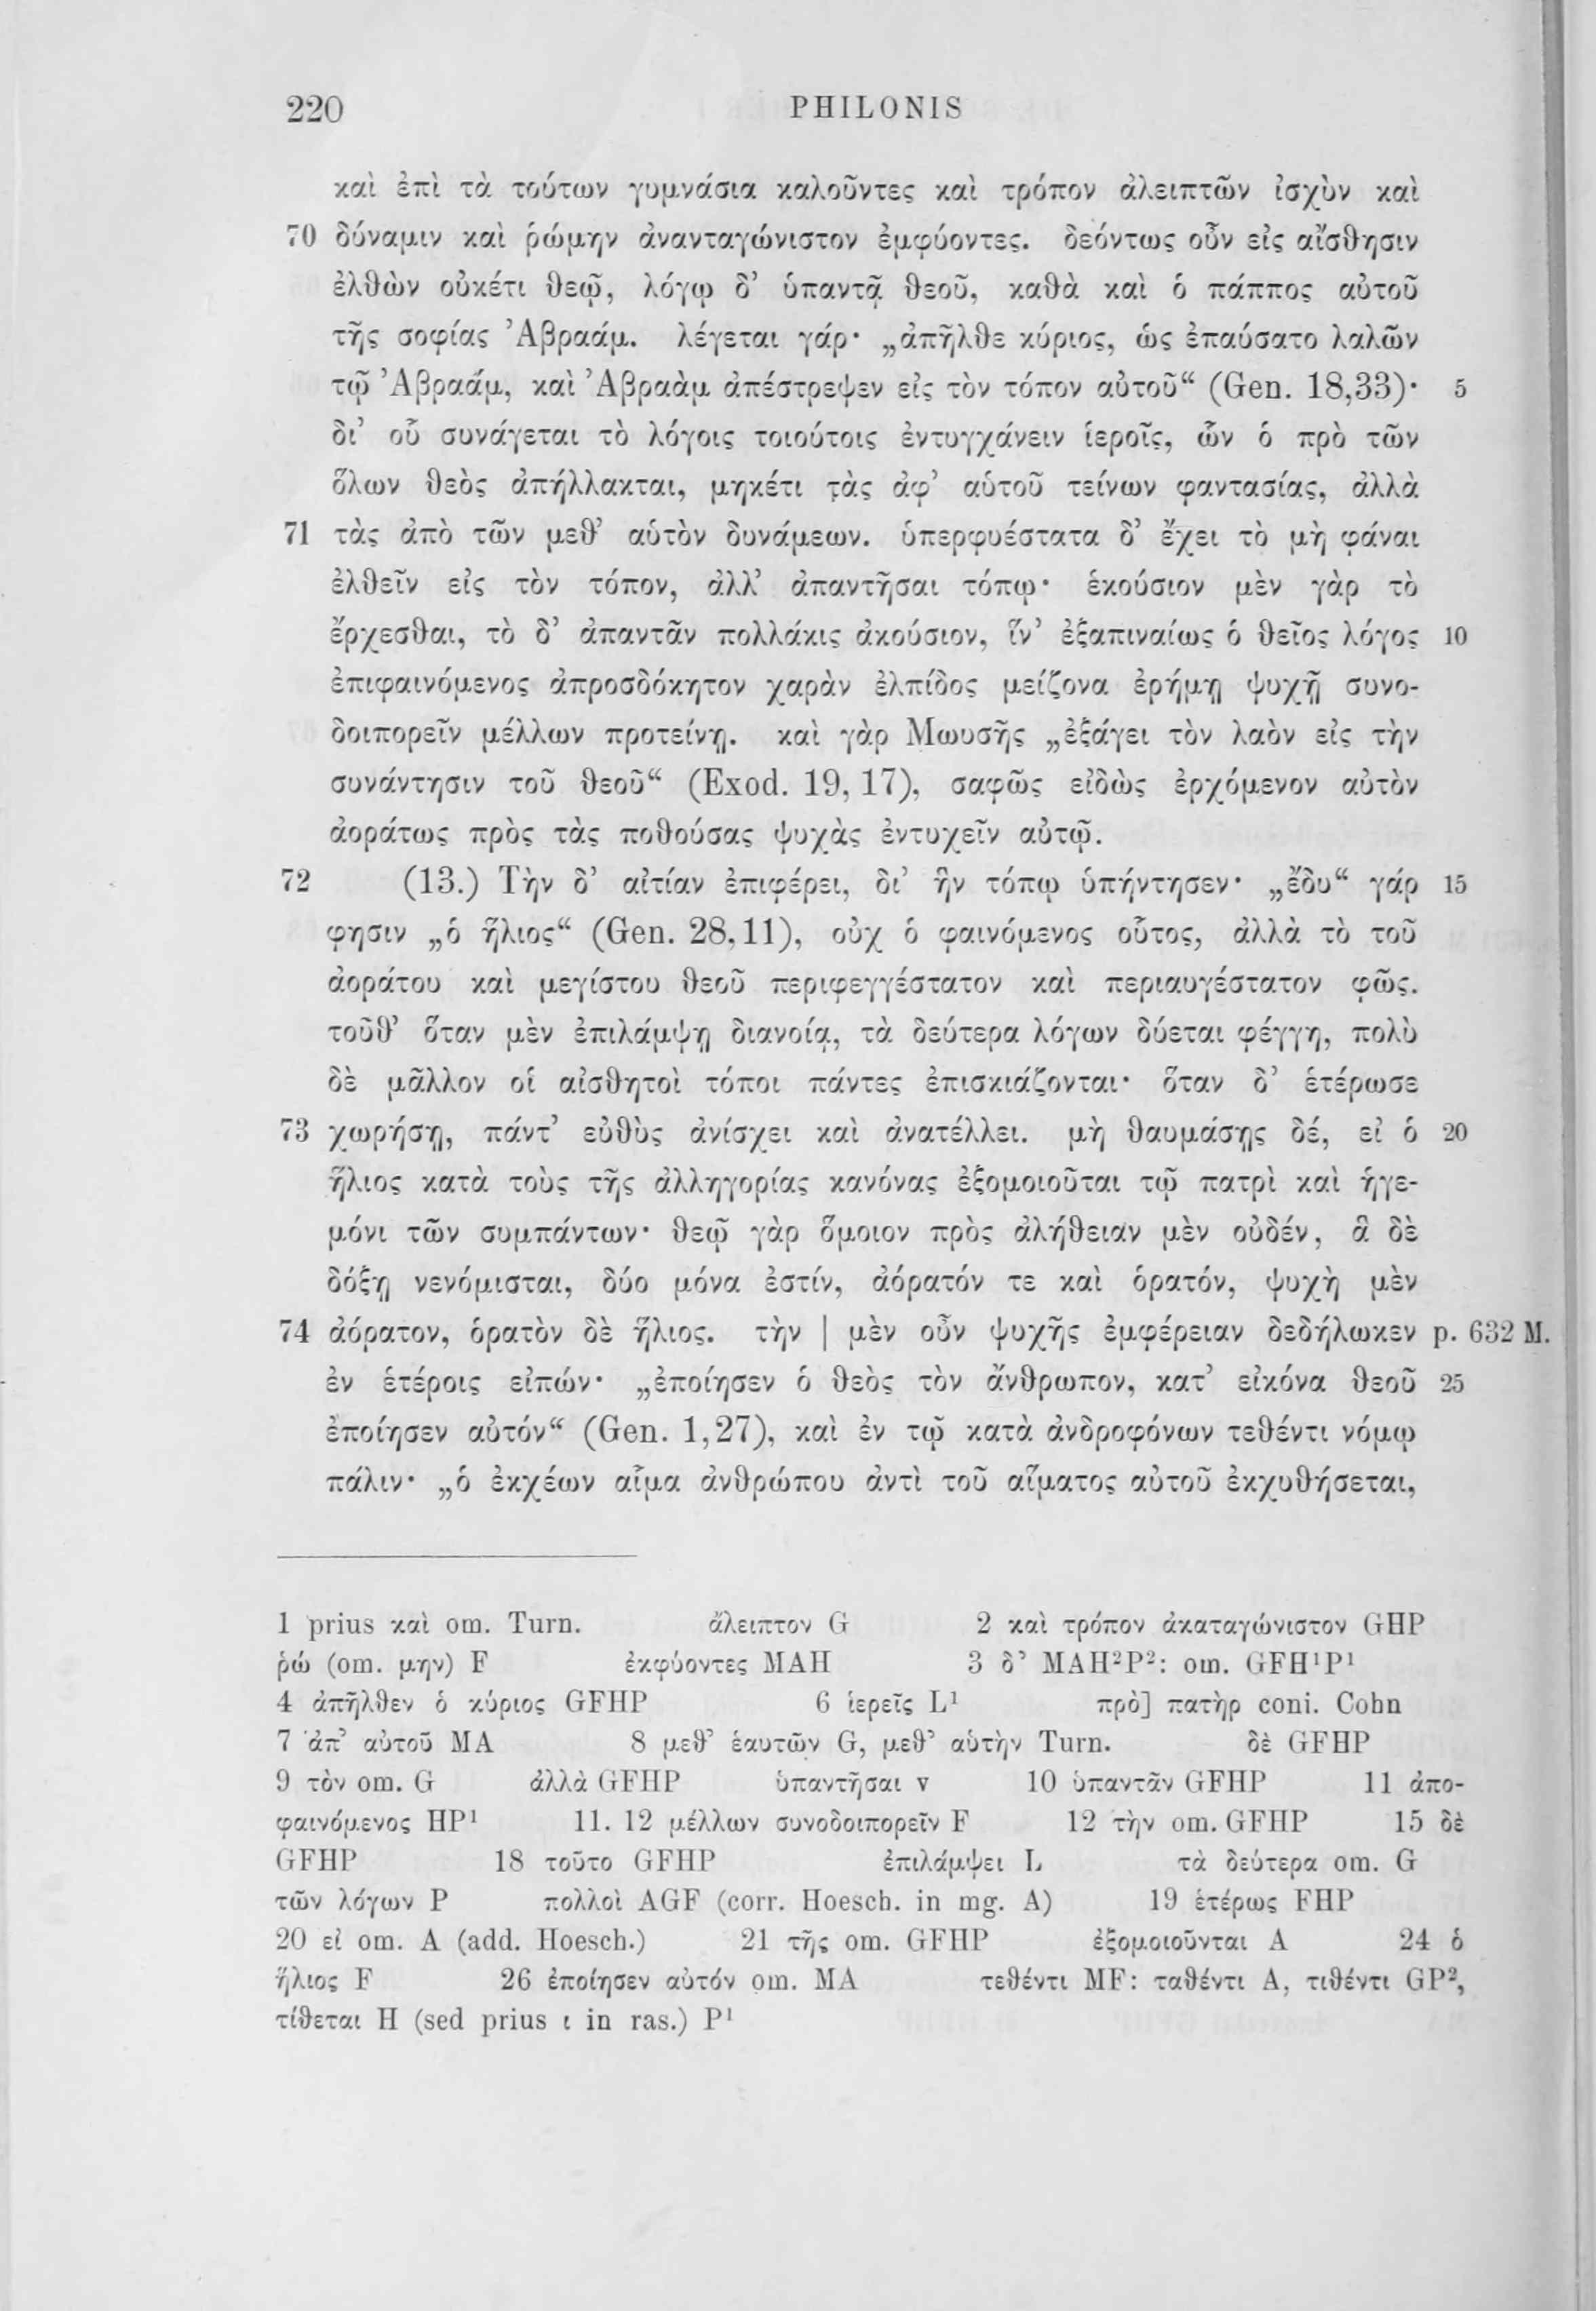 220 PHILONIS
καὶ ἐπὶ τὰ τούτων γυμνάσια καλοῦντες καὶ τρόπον ἀλειπτῶν ἰσχὺν καὶ
70 δύναμιν καὶ ῥώμην ἀνανταγώνιστον ἐμφύοντες. δεόντως οὖν εἰς αἴσθησιν
ἐλθὼν οὐκέτι θεῷ, λόγῳ δ’ ὑπαντᾷ θεοῦ, καθὰ καὶ ὁ πάππος αὐτοῦ
τῆς σοφίας Ἀβραάμ. λέγεται γάρ· „ἀπῆλθε κύριος, ὡς ἐπαύσατο λαλῶν
τῷ Ἀβραάμ, καὶ Ἀβραὰμ ἀπέστρεψεν εἰς τὸν τόπον αὐτοῦ“ (Gen. 18,33)· 5
δι’ οὗ συνάγεται τὸ λόγοις τοιούτοις ἐντυγχάνειν ἱεροῖς, ὧν ὁ πρὸ τῶν
ὅλων θεὸς ἀπήλλακται, μηκέτι τὰς ἀφ’ αὑτοῦ τείνων φαντασίας, ἀλλὰ
71 τὰς ἀπὸ τῶν μεθ’ αὑτὸν δυνάμεων. ὑπερφυέστατα δ’ ἔχει τὸ μὴ φάναι
ἐλθεῖν εἰς τὸν τόπον, ἀλλ’ ἀπαντῆσαι τόπῳ· ἑκούσιον μὲν γὰρ τὸ
ἔρχεσθαι, τὸ δ’ ἀπαντᾶν πολλάκις ἀκούσιον, ἵν’ ἐξαπιναίως ὁ θεῖος λόγος 10
ἐπιφαινόμενος ἀπροσδόκητον χαρὰν ἐλπίδος μείζονα ἐρήμῃ ψυχῇ συνο-
δοιπορεῖν μέλλων προτείνῃ. καὶ γὰρ Μωυσῆς „ἐξάγει τὸν λαὸν εἰς τὴν
συνάντησιν τοῦ θεοῦ“ (Exod. 19, 17), σαφῶς εἰδὼς ἐρχόμενον αὐτὸν
ἀοράτως πρὸς τὰς ποθούσας ψυχὰς ἐντυχεῖν αὐτῷ.
72 (13.) Τὴν δ’ αἰτίαν ἐπιφέρει, δι’ ἣν τόπῳ ὑπήντησεν· „ἔδυ“ γάρ 15
φησιν „ὁ ἥλιος“ (Gen. 28,11), οὐχ ὁ φαινόμενος οὗτος, ἀλλὰ τὸ τοῦ
ἀοράτου καὶ μεγίστου θεοῦ περιφεγγέστατον καὶ περιαυγέστατον φῶς.
τοῦθ’ ὅταν μὲν ἐπιλάμψῃ διανοίᾳ, τὰ δεύτερα λόγων δύεται φέγγη, πολὺ
δὲ μᾶλλον οἱ αἰσθητοὶ τόποι πάντες ἐπισκιάζονται· ὅταν δ’ ἑτέρωσε
73 χωρήσῃ, πάντ’ εὐθὺς ἀνίσχει καὶ ἀνατέλλει. μὴ θαυμάσῃς δέ, εἰ ὁ 20
ἥλιος κατὰ τοὺς τῆς ἀλληγορίας κανόνας ἐξομοιοῦται τῷ πατρὶ καὶ ἡγε-
μόνι τῶν συμπάντων· θεῷ γὰρ ὅμοιον πρὸς ἀλήθειαν μὲν οὐδέν, ἃ δὲ
δόξῃ νενόμισται, δύο μόνα ἐστίν, ἀόρατόν τε καὶ ὁρατόν, ψυχὴ μὲν
74 ἀόρατον, ὁρατὸν δὲ ἥλιος. τὴν | μὲν οὖν ψυχῆς ἐμφέρειαν δεδήλωκεν p. 632 M.
ἐν ἑτέροις εἰπών· „ἐποίησεν ὁ θεὸς τὸν ἄνθρωπον, κατ’ εἰκόνα θεοῦ 25
ἐποίησεν αὐτόν“ (Gen. 1,27), καὶ ἐν τῷ κατὰ ἀνδροφόνων τεθέντι νόμῳ
πάλιν· „ὁ ἐκχέων αἷμα ἀνθρώπου ἀντὶ τοῦ αἵματος αὐτοῦ ἐκχυθήσεται,
1 prius καὶ om. Turn. ἄλειπτον G 2 καὶ τρόπον ἀκαταγώνιστον GHP
ῥώ (om. μην) F ἐκφύοντες MAH 3 δ’ MAH²P²: om. GFH¹P¹
4 ἀπῆλθεν ὁ κύριος GFHP 6 ἱερεῖς L¹ πρὸ] πατὴρ coni. Cohn
7 ἀπ’ αὐτοῦ MA 8 μεθ’ ἑαυτῶν G, μεθ’ αὑτὴν Turn. δὲ GFHP
9 τὸν om. G ἀλλὰ GFHP ὑπαντῆσαι v 10 ὑπαντᾶν GFHP 11 ἀπο-
φαινόμενος HP¹ 11. 12 μέλλων συνοδοιπορεῖν F 12 τὴν om. GFHP 15 δὲ
GFHP 18 τοῦτο GFHP ἐπιλάμψει L τὰ δεύτερα om. G
τῶν λόγων P πολλοὶ AGF (corr. Hoesch. in mg. A) 19 ἑτέρως FHP
20 εἰ om. A (add. Hoesch.) 21 τῆς om. GFHP ἐξομοιοῦνται A 24 ὁ
ἥλιος F 26 ἐποίησεν αὐτόν om. MA τεθέντι MF: ταθέντι A, τιθέντι GP²,
τίθεται H (sed prius ι in ras.) P¹